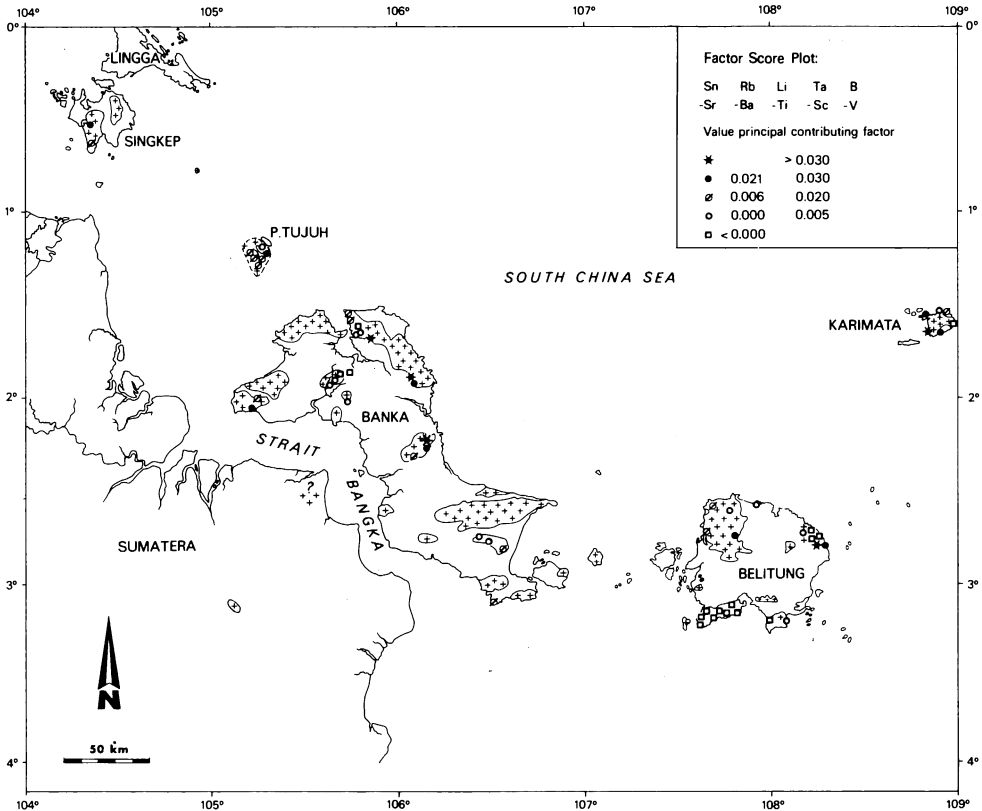 104° 105° 106° 107° 108° 109°
0° 0°
LINGGA
SINGKEP
Factor Score Plot:
Sn Rb Li Ta B
-Sr -Ba -Ti -Sc -V
Value principal contributing factor
> 0.030
0.021 0.030
0.006 0.020
0.000 0.005
< 0.000
1° 1°
P.TUJUH
SOUTH CHINA SEA
KARIMATA
2° 2°
BANKA
STRAIT
BANGKA
?
SUMATERA
BELITUNG
3° 3°
N
50 km
4° 4°
104° 105° 106° 107° 108° 109°